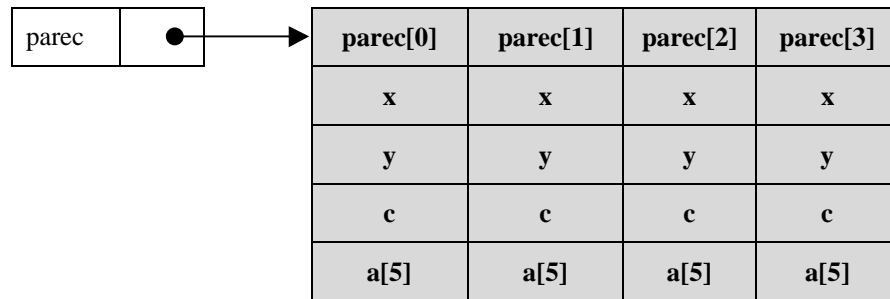 parec parec[0] parec[1] parec[2] parec[3]
x x x x
y y y y
c c c c
a[5] a[5] a[5] a[5]